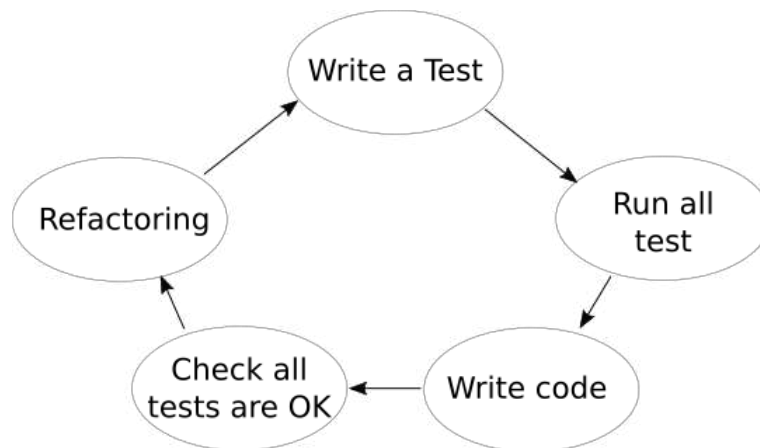 Write a Test
Run all
test
Write code
Check all
tests are OK
Refactoring